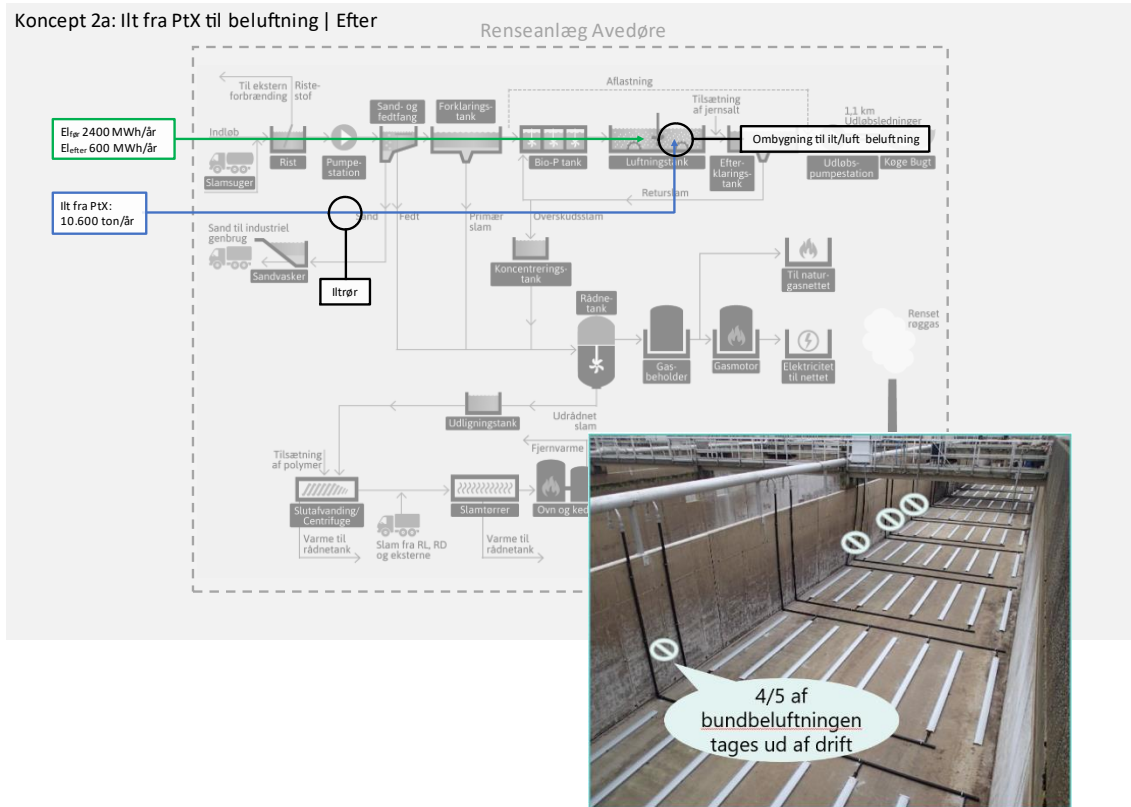 Koncept 2a: Ilt fra PtX til beluftning | Efter
Renseanlæg Avedøre
Til ekstern
forbrænding
Riste-
stof
Sand- og
fedtfang
Forklarings-
tank
Aflastning
Tilsætning
af jernsalt
1,1 km
Udløbsledninger
Elfør 2400 MWh/år
Elefter 600 MWh/år
Indløb
Ombygning til ilt/luft beluftning
Slamsuger
Rist
Pumpe-
station
Bio-P tank
Luftningstank
Efter-
klarings-
tank
Udløbs-
pumpestation
Køge Bugt
Returslam
Ilt fra PtX:
10.600 ton/år
Sand
Fedt
Primær
slam
Overskudsslam
Sand til industriel
genbrug
Sandvasker
Iltrør
Koncentrerings-
tank
Til natur-
gasnettet
Rådne-
tank
Renset
røggas
Gas-
beholder
Gasmotor
Elektricitet
til nettet
Udligningstank
Udrådnet
slam
Fjernvarme
Tilsætning
af polymer
Slutafvanding/
Centrifuge
Slamtørrer
Ovn og ked
Varme til
rådnetank
Slam fra RL, RD
og eksterne
Varme til
rådnetank
4/5 af
bundbeluftningen
tages ud af drift